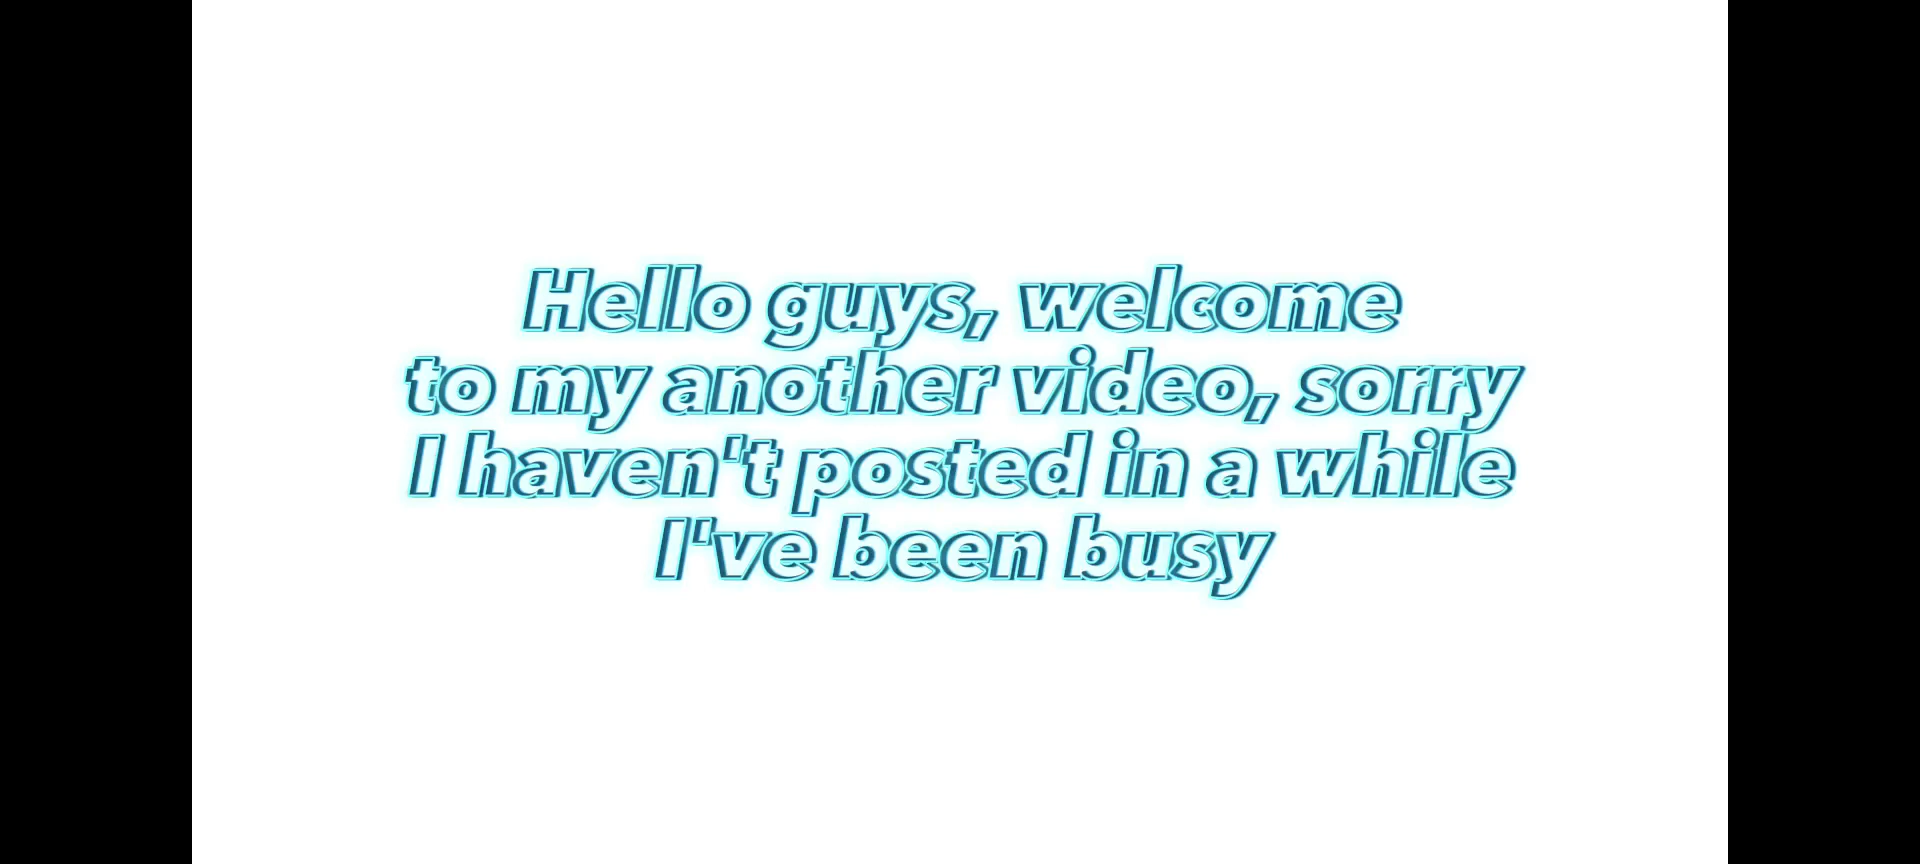 Hello guys, welcome
to my another video, sorry
I haven't posted in a while
I've been busy